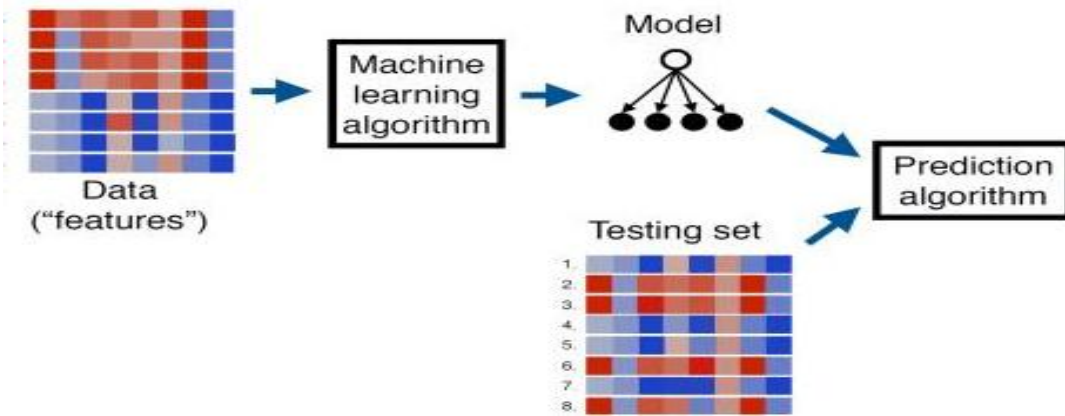 Model
Machine
learning
algorithm
Prediction
algorithm
Data
(“features”)
Testing set
1.
2.
3.
4.
5.
6.
7
8.